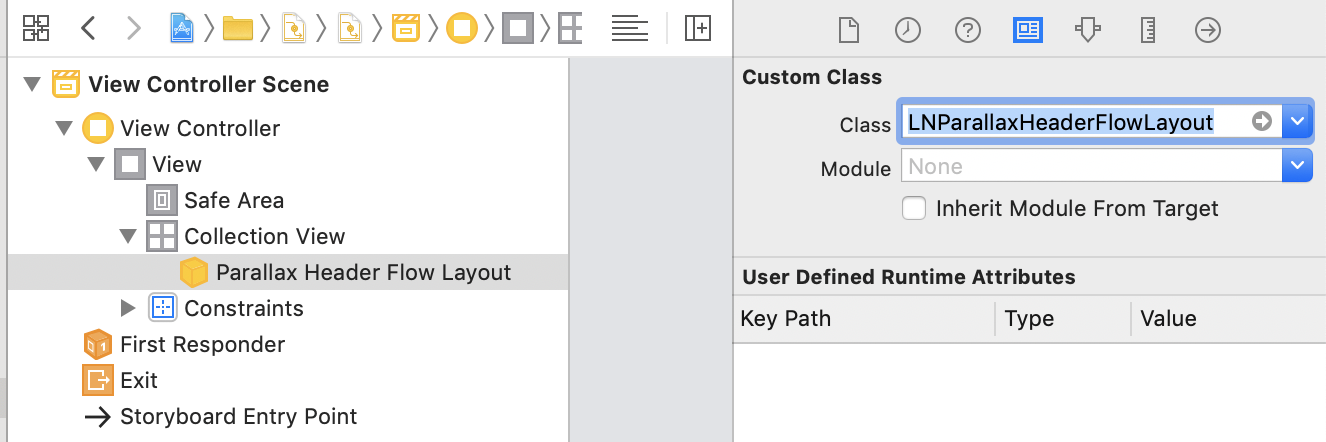 View Controller Scene
View Controller
View
Safe Area
Collection View
Parallax Header Flow Layout
Constraints
First Responder
Exit
Storyboard Entry Point
Custom Class
Class LNParallaxHeaderFlowLayout
Module None
Inherit Module From Target
User Defined Runtime Attributes
Key Path Type Value